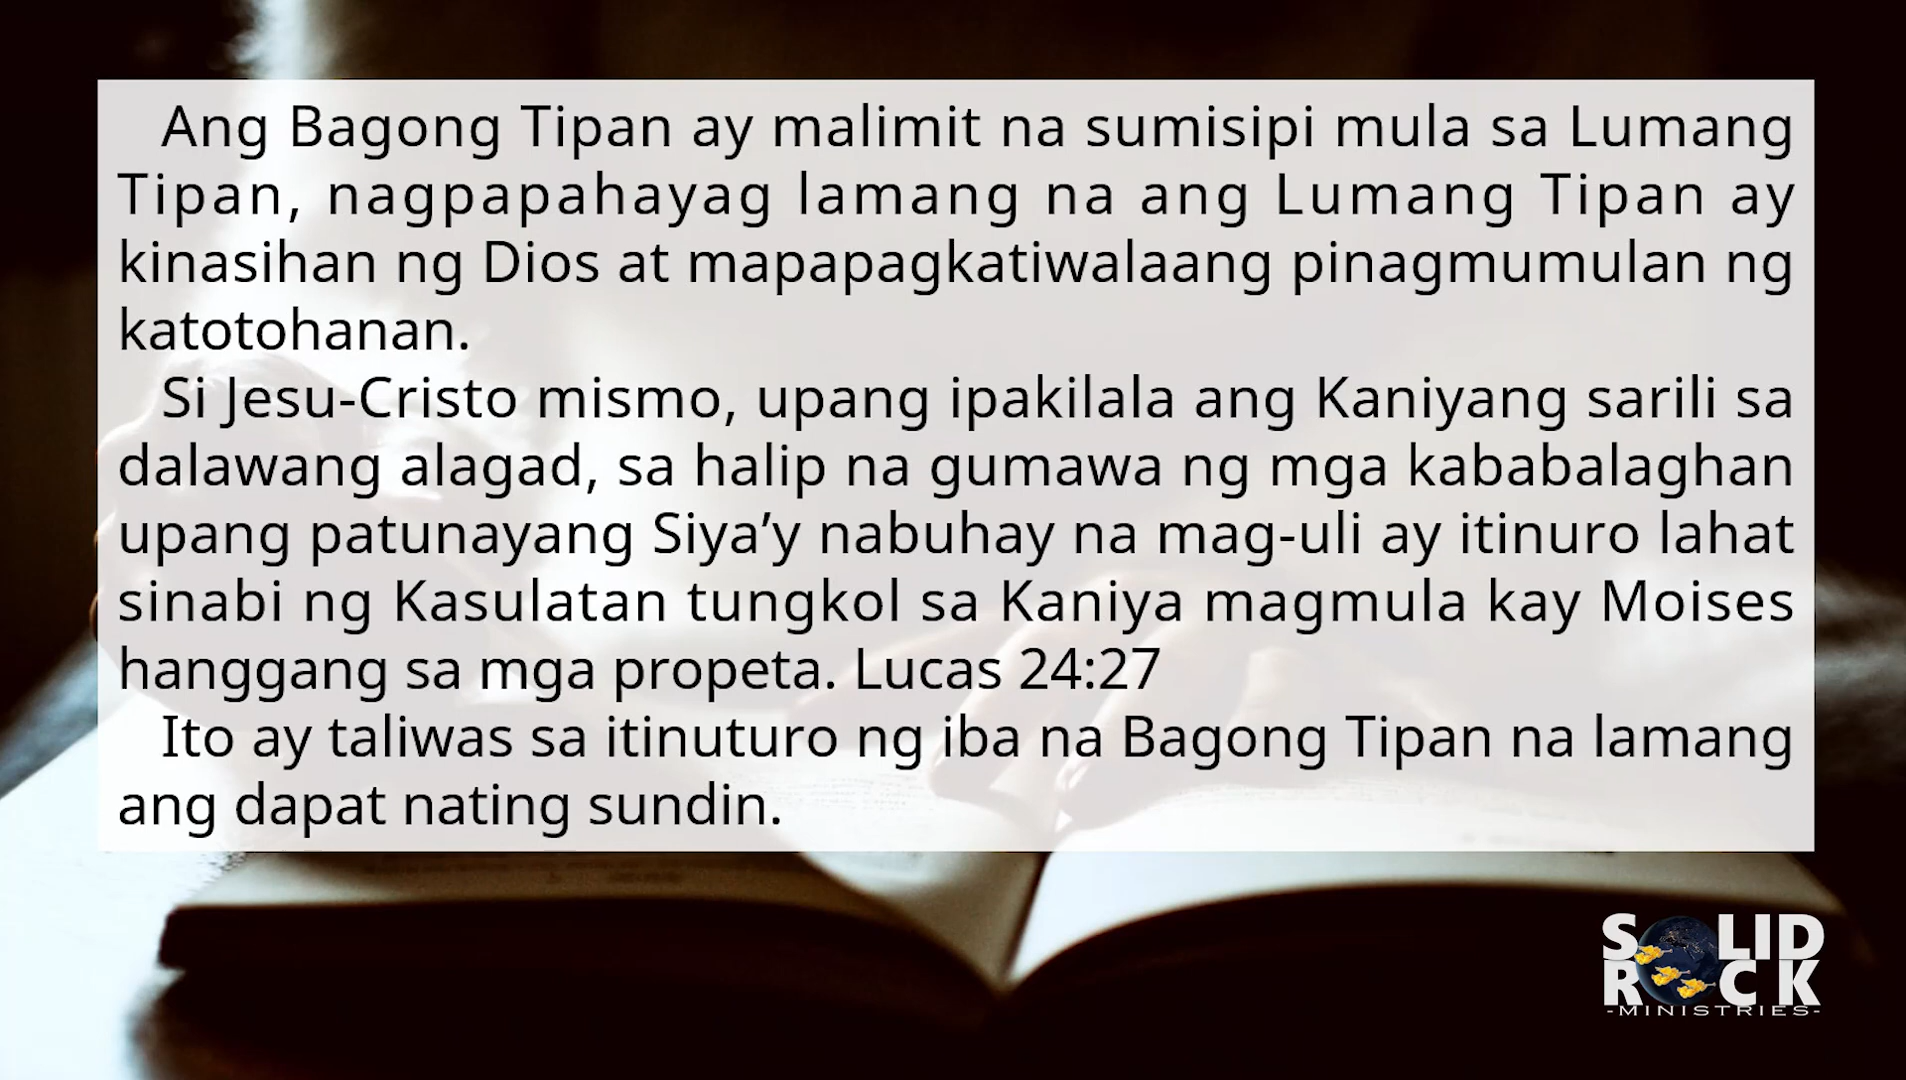 Ang Bagong Tipan ay malimit na sumisipi mula sa Lumang
Tipan, nagpapahayag lamang na ang Lumang Tipan ay
kinasihan ng Dios at mapapagkatiwalaang pinagmumulan ng
katotohanan.
Si Jesu-Cristo mismo, upang ipakilala ang Kaniyang sarili sa
dalawang alagad, sa halip na gumawa ng mga kababalaghan
upang patunayang Siya’y nabuhay na mag-uli ay itinuro lahat
sinabi ng Kasulatan tungkol sa Kaniya magmula kay Moises
hanggang sa mga propeta. Lucas 24:27
Ito ay taliwas sa itinuturo ng iba na Bagong Tipan na lamang
ang dapat nating sundin.
SOLID
ROCK
-MINISTRIES-